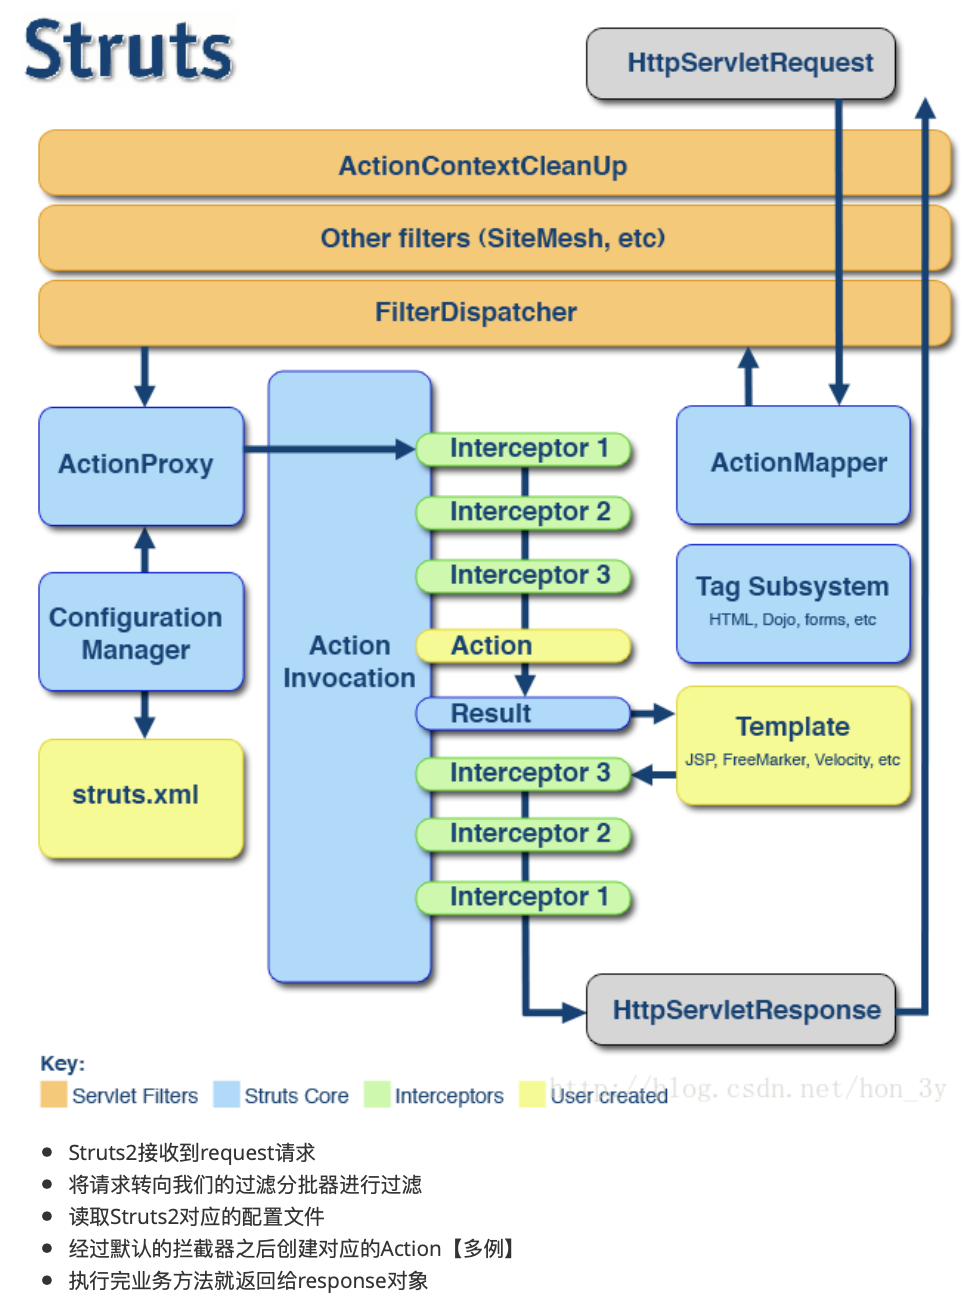 Struts
HttpServletRequest
ActionContextCleanUp
Other filters (SiteMesh, etc)
FilterDispatcher
ActionProxy
Interceptor 1
ActionMapper
Interceptor 2
Interceptor 3
Tag Subsystem
HTML, Dojo, forms, etc
Configuration
Manager
Action
Invocation
Action
Result
Template
JSP, FreeMarker, Velocity, etc
struts.xml
Interceptor 3
Interceptor 2
Interceptor 1
HttpServletResponse
Key:
Servlet Filters
Struts Core
Interceptors
User created
http://blog.csdn.net/hon_3y
Struts2接收到request请求
将请求转向我们的过滤分批器进行过滤
读取Struts2对应的配置文件
经过默认的拦截器之后创建对应的Action【多例】
执行完业务方法就返回给response对象